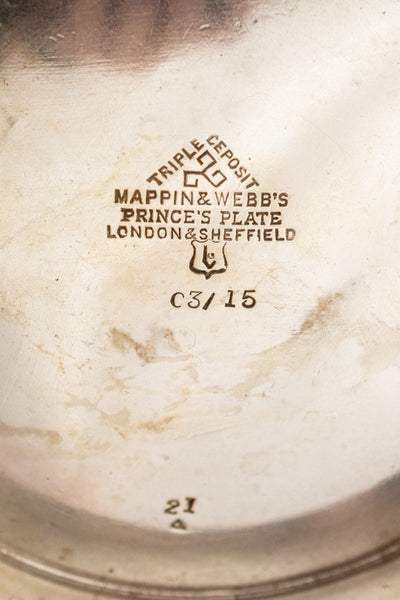 TRIPLE DEPOSIT
MAPPIN & WEBB'S
PRINCE'S PLATE
LONDON & SHEFFIELD
C3/15
21